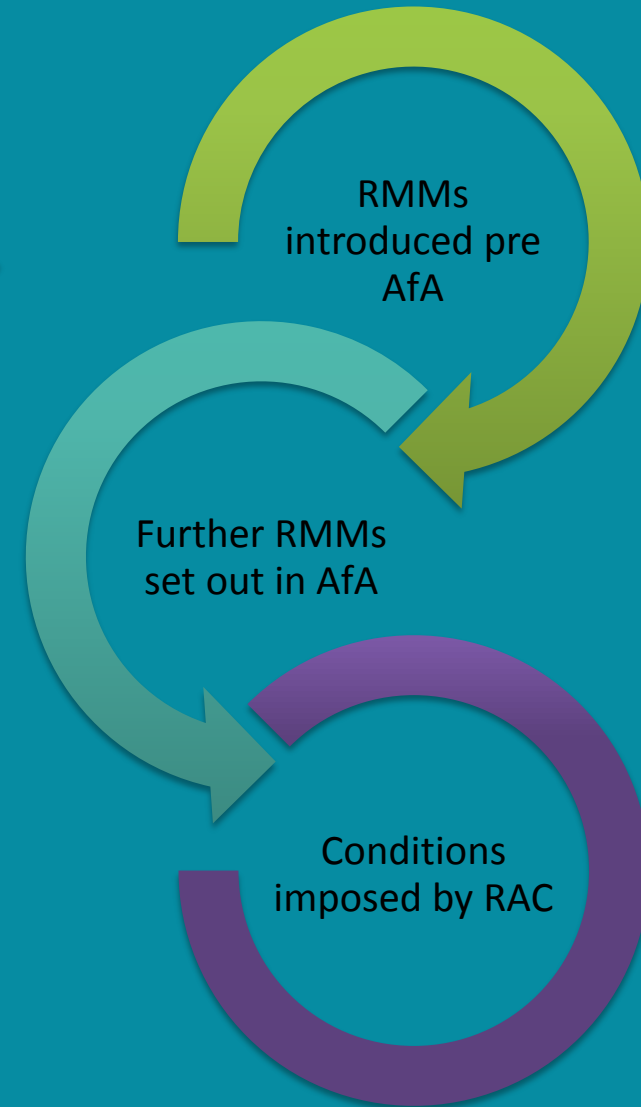 RMMs
introduced pre
AfA
Further RMMs
set out in AfA
Conditions
imposed by RAC